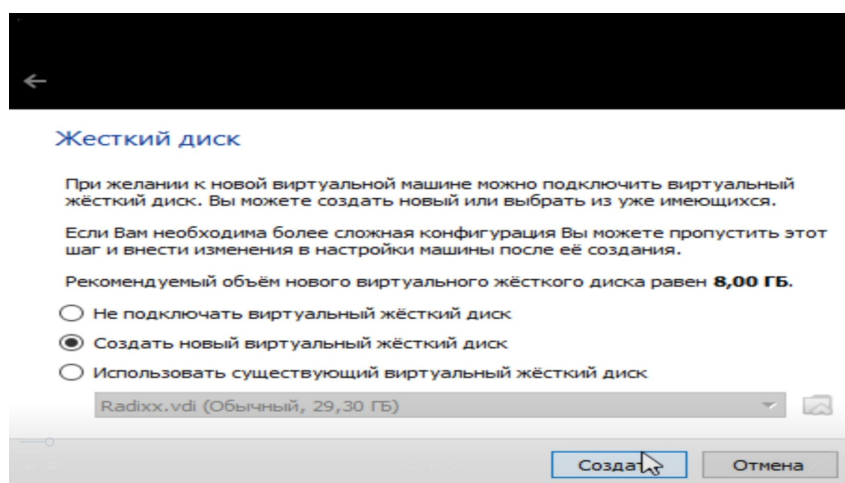 Жесткий диск
При желании к новой виртуальной машине можно подключить виртуальный
жёсткий диск. Вы можете создать новый или выбрать из уже имеющихся.
Если Вам необходима более сложная конфигурация Вы можете пропустить этот
шаг и внести изменения в настройки машины после её создания.
Рекомендуемый объём нового виртуального жёсткого диска равен 8,00 ГБ.
Не подключать виртуальный жёсткий диск
Создать новый виртуальный жёсткий диск
Использовать существующий виртуальный жёсткий диск
Radixx.vdi (Обычный, 29,30 ГБ)
Создать Отмена